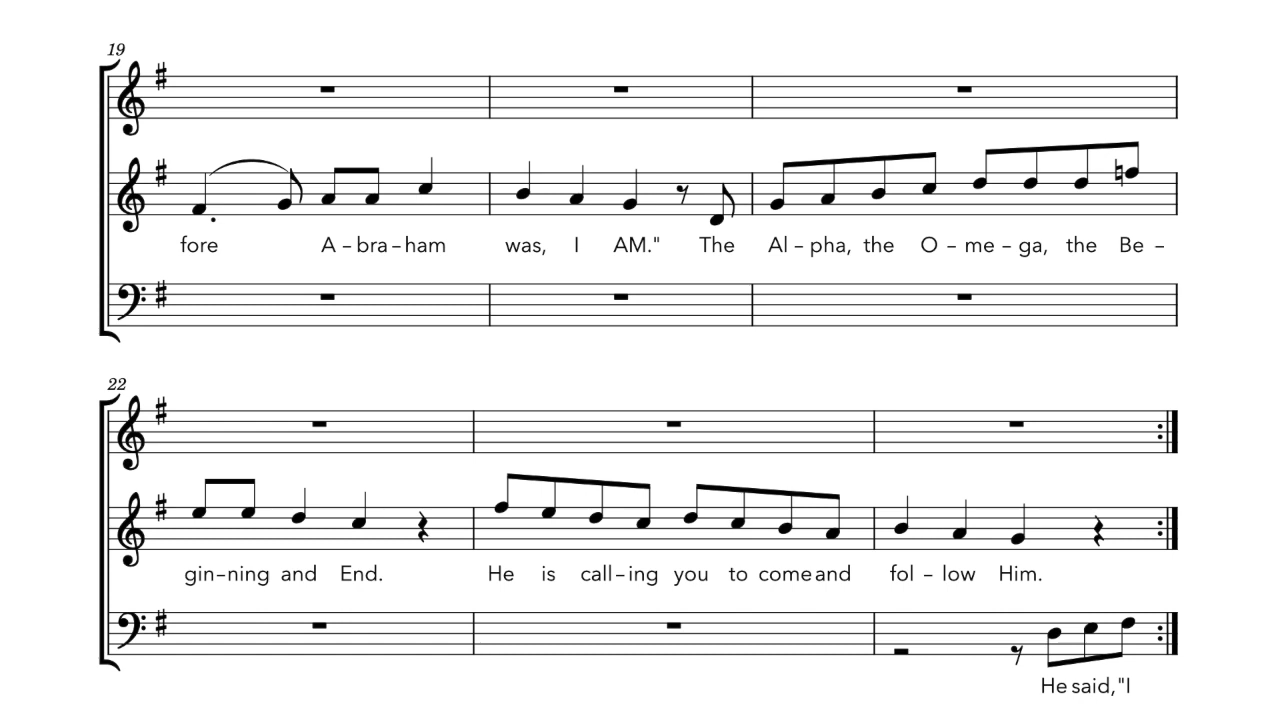 19
fore A – bra – ham was, I AM." The Al – pha, the O – me – ga, the Be –
22
gin – ning and End. He is call – ing you to come and fol – low Him.
He said, "I